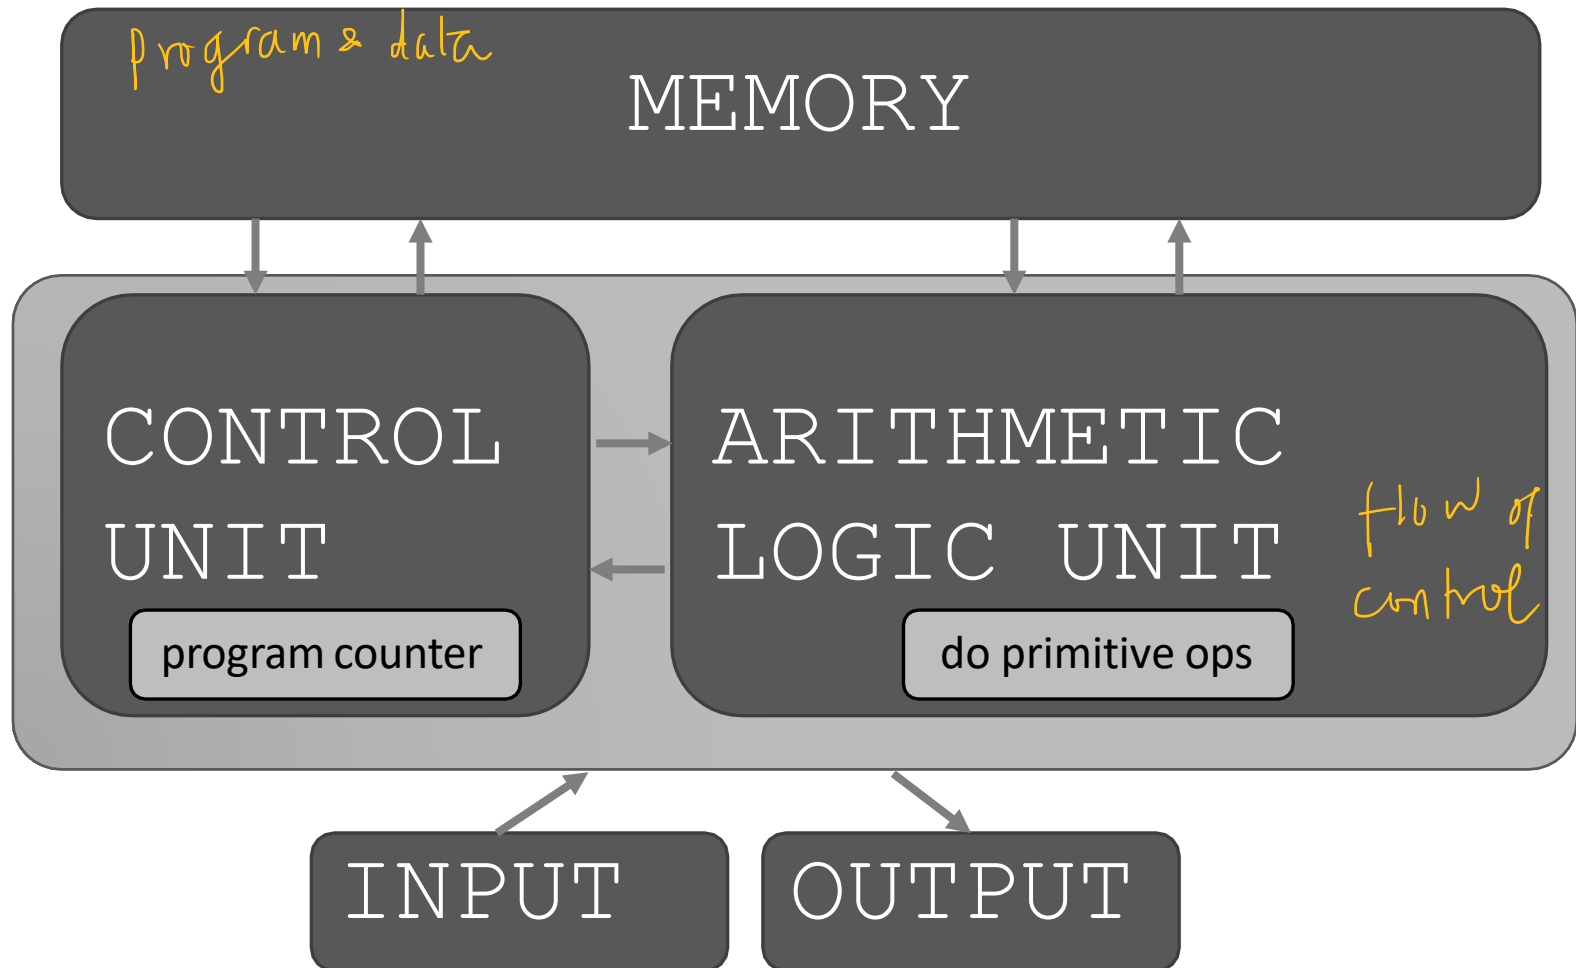 program & data
MEMORY
CONTROL
UNIT
program counter
ARITHMETIC
LOGIC UNIT
do primitive ops
flow of
control
INPUT
OUTPUT